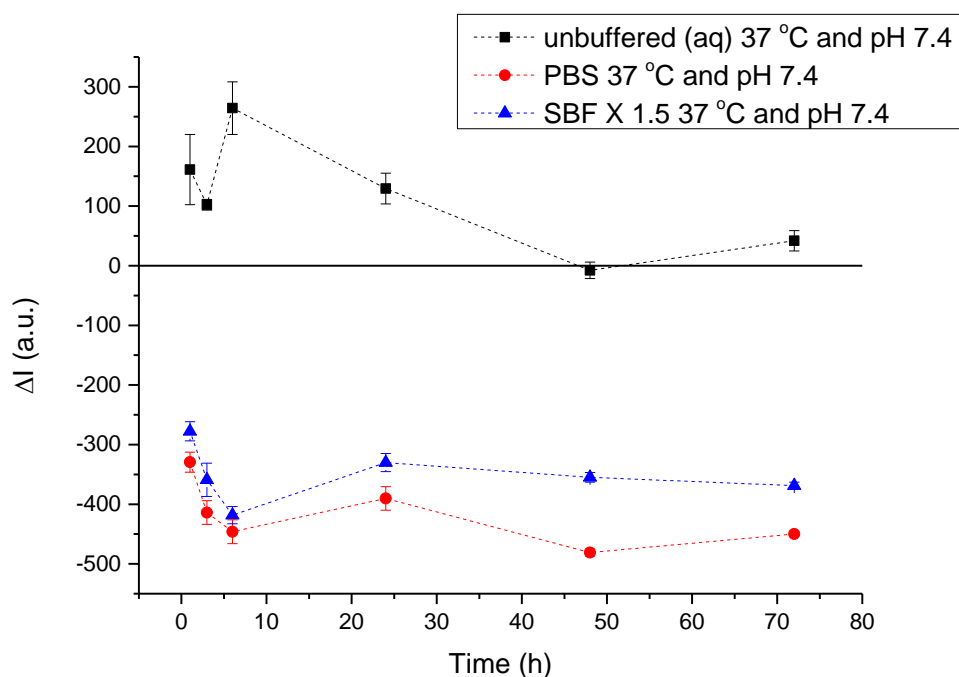 unbuffered (aq) 37 °C and pH 7.4
PBS 37 °C and pH 7.4
SBF X 1.5 37 °C and pH 7.4
300
200
100
0
-100
-200
-300
-400
-500
ΔI (a.u.)
0 10 20 30 40 50 60 70 80
Time (h)